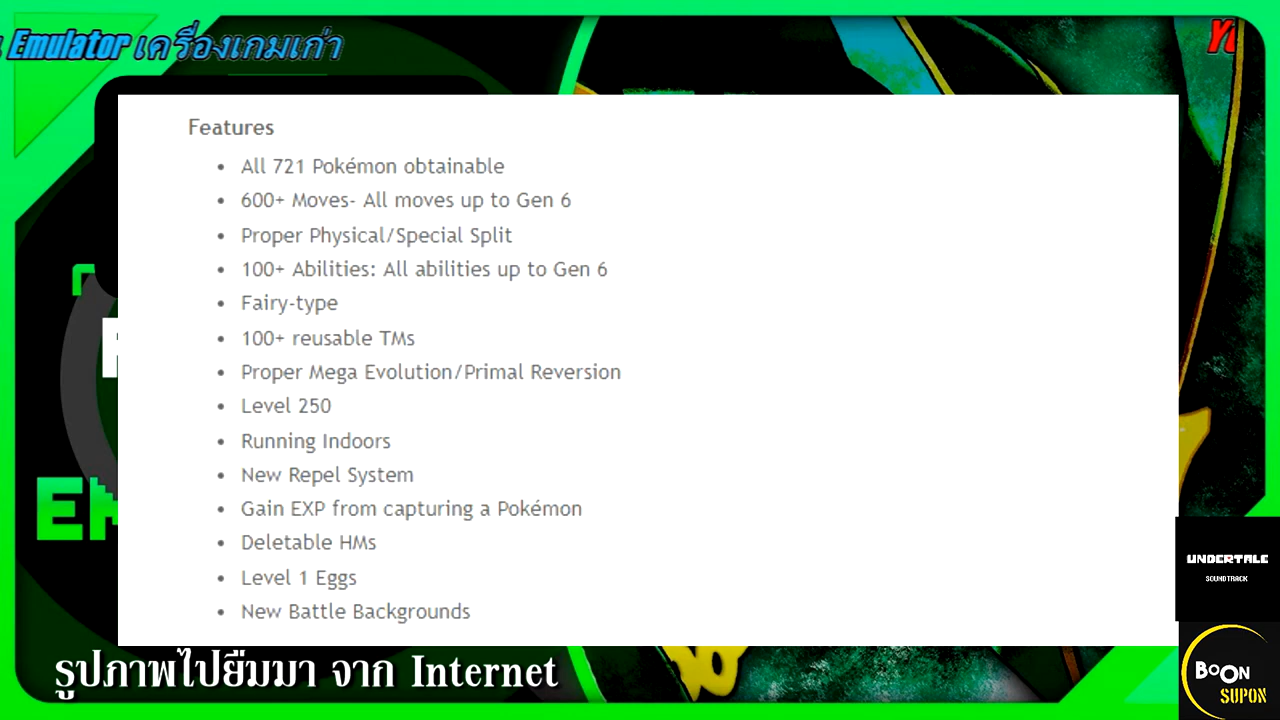 Emulator เครื่องเกมเก่า
Features
• All 721 Pokémon obtainable
• 600+ Moves- All moves up to Gen 6
• Proper Physical/Special Split
• 100+ Abilities: All abilities up to Gen 6
• Fairy-type
• 100+ reusable TMs
• Proper Mega Evolution/Primal Reversion
• Level 250
• Running Indoors
• New Repel System
• Gain EXP from capturing a Pokémon
• Deletable HMs
• Level 1 Eggs
• New Battle Backgrounds
UNDERTALE
SOUNDTRACK
รูปภาพไปยืมมา จาก Internet
BOON
SUPON